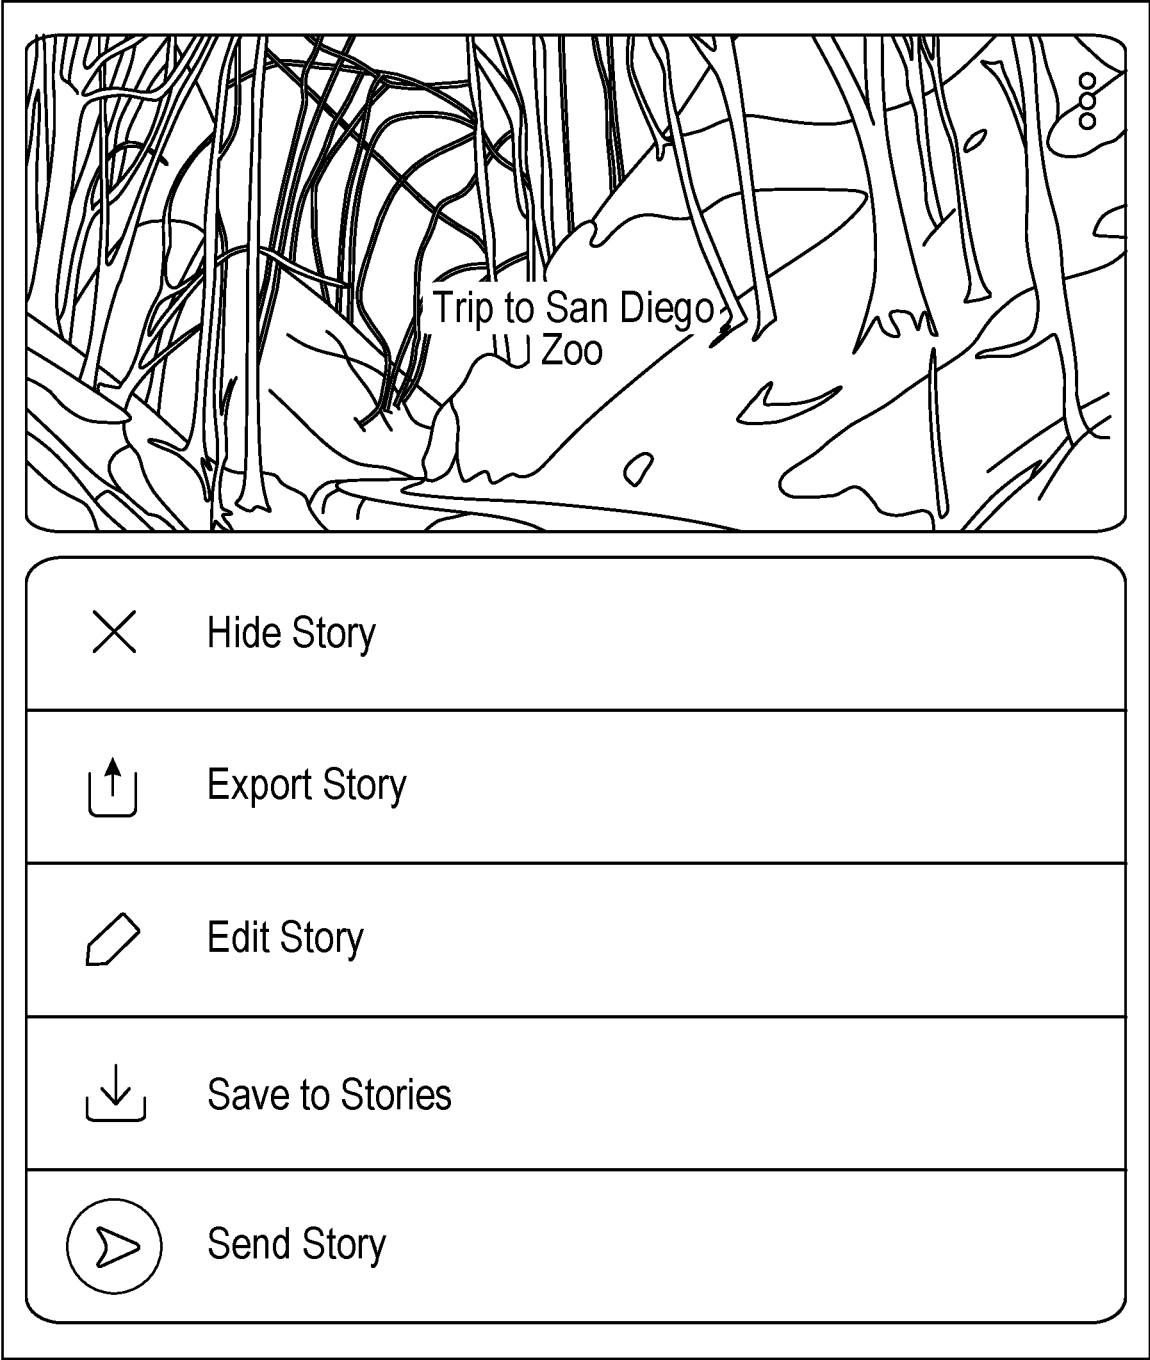 Trip to San Diego
Zoo
Hide Story
Export Story
Edit Story
Save to Stories
Send Story